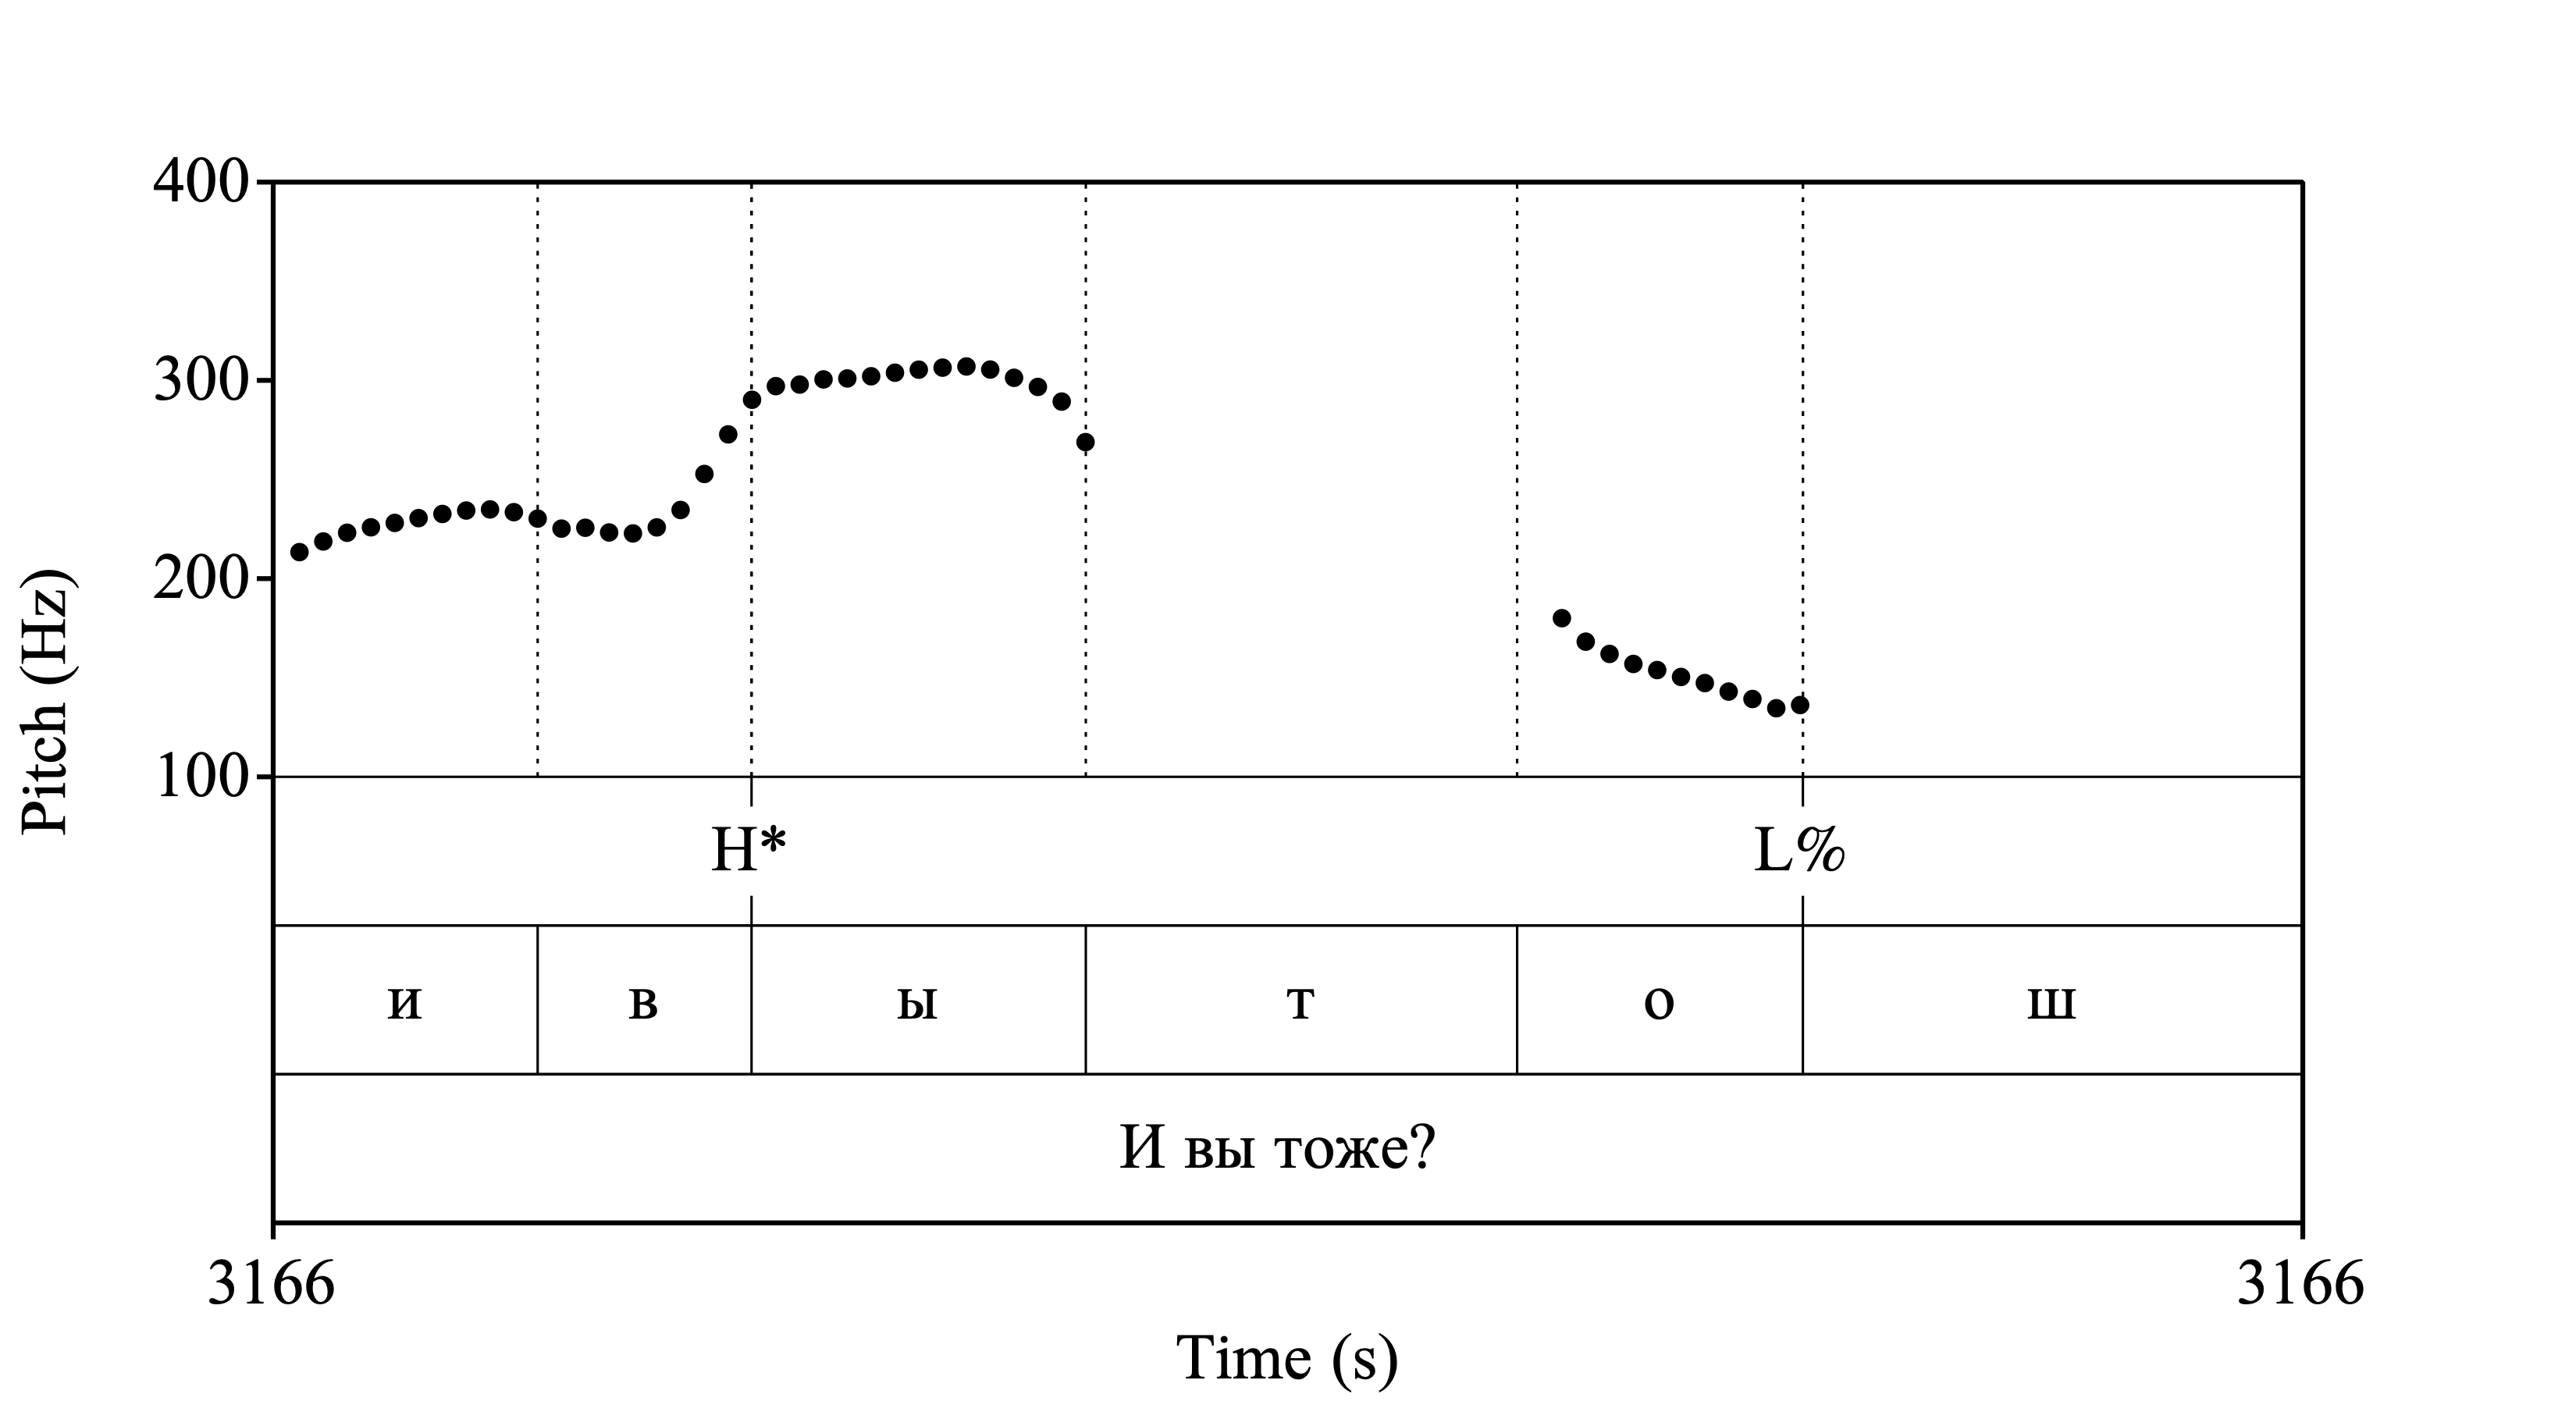 400
300
200
100
Pitch (Hz)
H* L%
и в ы т о ш
И вы тоже?
3166 3166
Time (s)